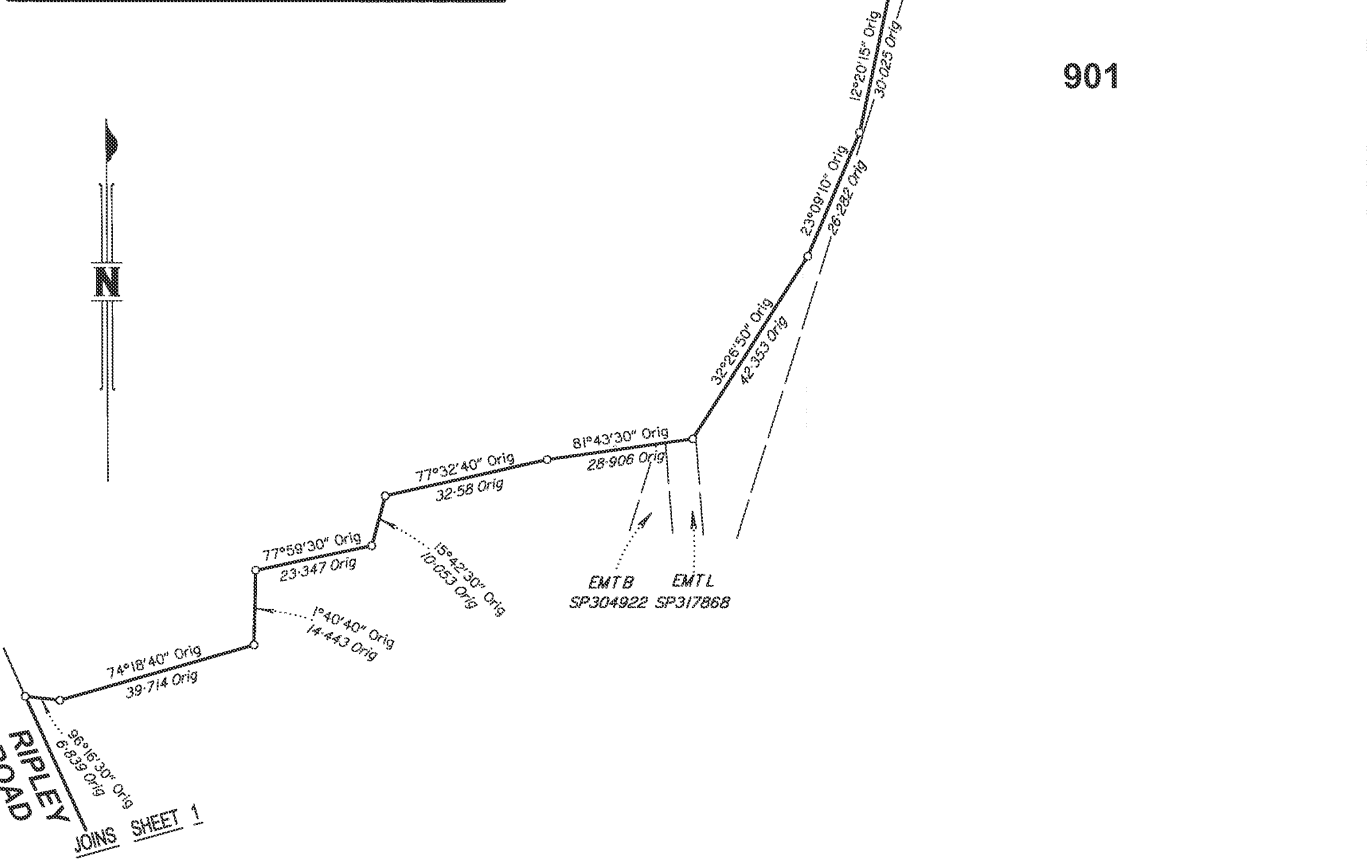 901
12°20'15" Orig
30·025 Orig
23°09'10" Orig
26·282 Orig
N
32°26'50" Orig
42·353 Orig
81°43'30" Orig
28·906 Orig
77°32'40" Orig
32·58 Orig
15°42'30" Orig
10·053 Orig
77°59'30" Orig
23·347 Orig
EMT B
SP304922
EMT L
SP317868
1°40'40" Orig
14·443 Orig
74°18'40" Orig
39·714 Orig
96°16'30" Orig
6·839 Orig
RIPLEY
ROAD
JOINS SHEET 1